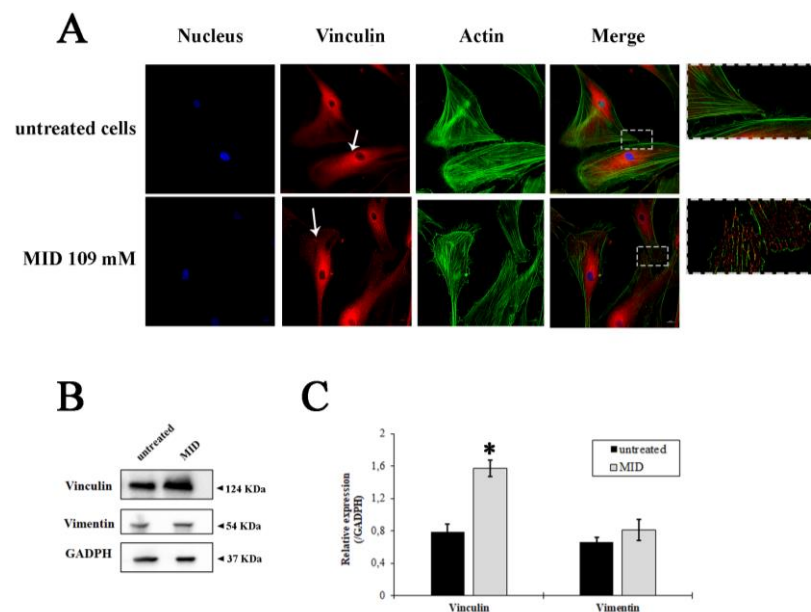 A
Nucleus Vinculin Actin Merge
untreated cells
MID 109 mM
B
untreated MID
Vinculin ◄124 KDa
Vimentin ◄54 KDa
GADPH ◄37 KDa
C
Relative expression
(/GADPH)
2
1,6
1,2
0,8
0,4
0
*
untreated
MID
Vinculin Vimentin